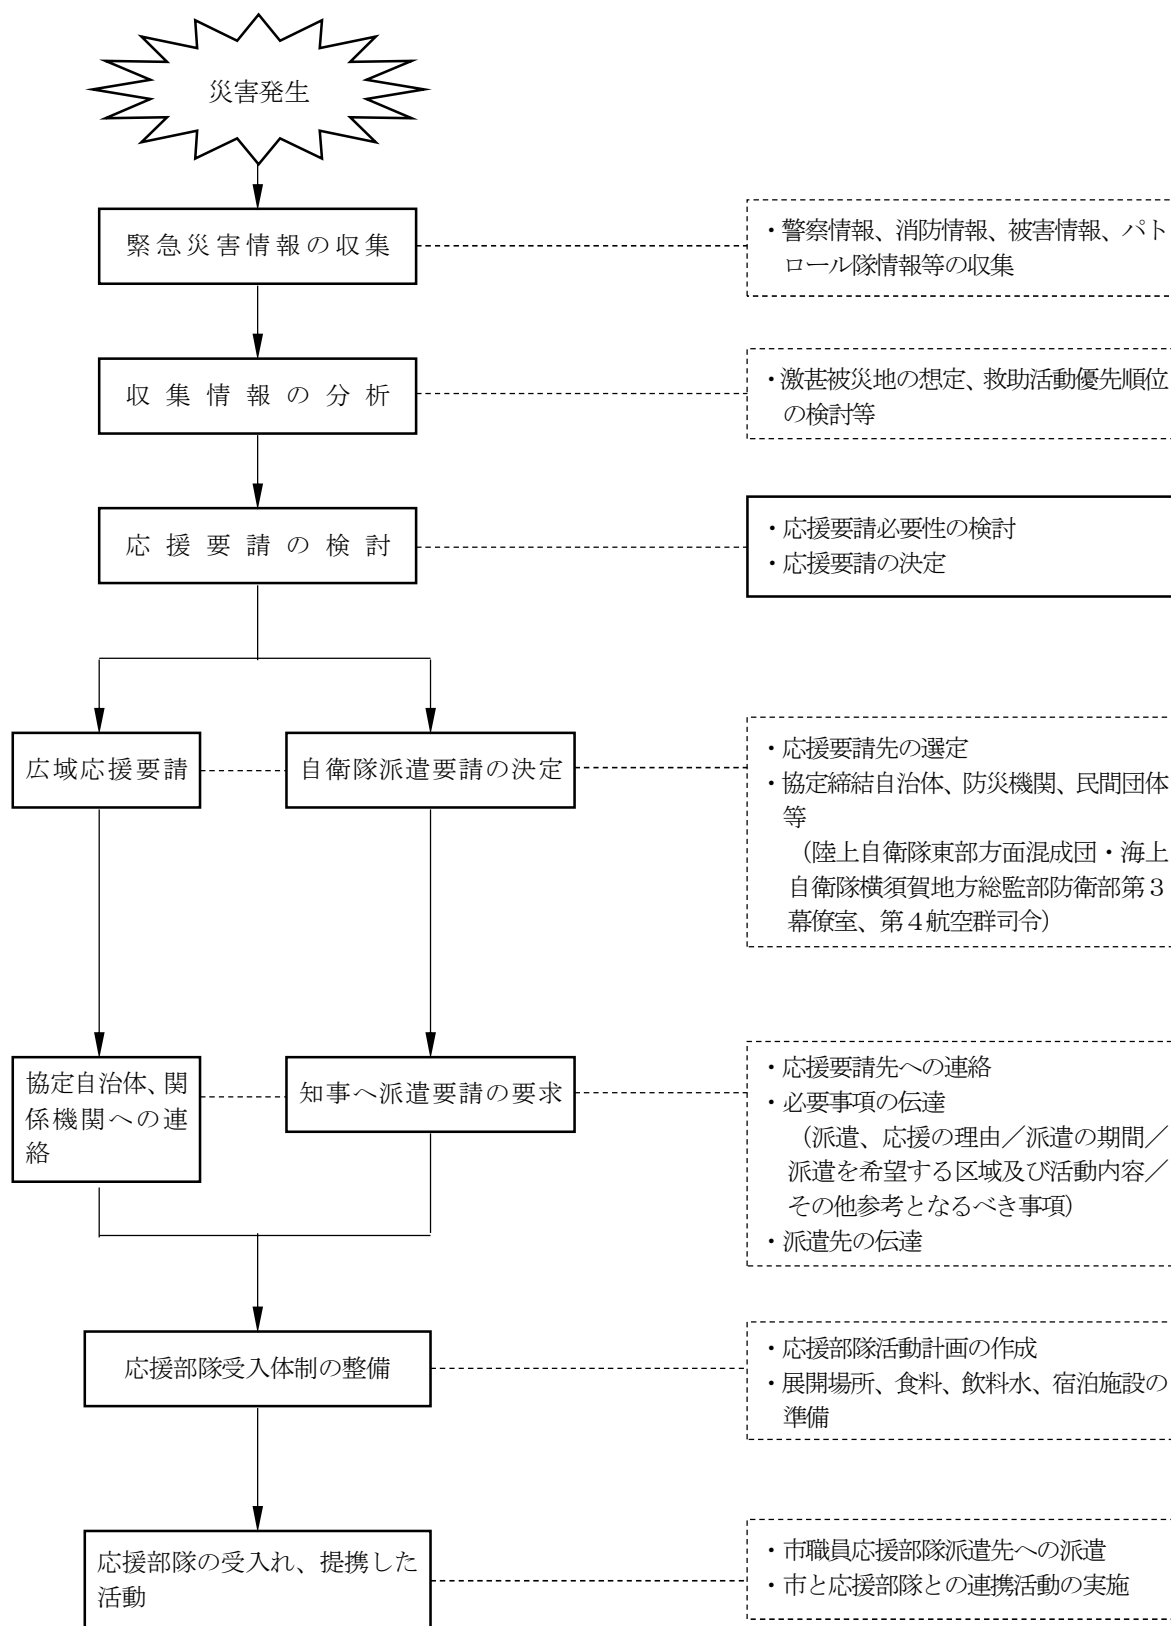 災害発生
緊急災害情報の収集
・警察情報、消防情報、被害情報、パト
ロール隊情報等の収集
収集情報の分析
・激甚被災地の想定、救助活動優先順位
の検討等
応援要請の検討
・応援要請必要性の検討
・応援要請の決定
広域応援要請
自衛隊派遣要請の決定
・応援要請先の選定
・協定締結自治体、防災機関、民間団体
等
（陸上自衛隊東部方面混成団・海上
自衛隊横須賀地方総監部防衛部第３
幕僚室、第４航空群司令）
協定自治体、関
係機関への連
絡
知事へ派遣要請の要求
・応援要請先への連絡
・必要事項の伝達
（派遣、応援の理由／派遣の期間／
派遣を希望する区域及び活動内容／
その他参考となるべき事項）
・派遣先の伝達
応援部隊受入体制の整備
・応援部隊活動計画の作成
・展開場所、食料、飲料水、宿泊施設の
準備
応援部隊の受入れ、提携した
活動
・市職員応援部隊派遣先への派遣
・市と応援部隊との連携活動の実施